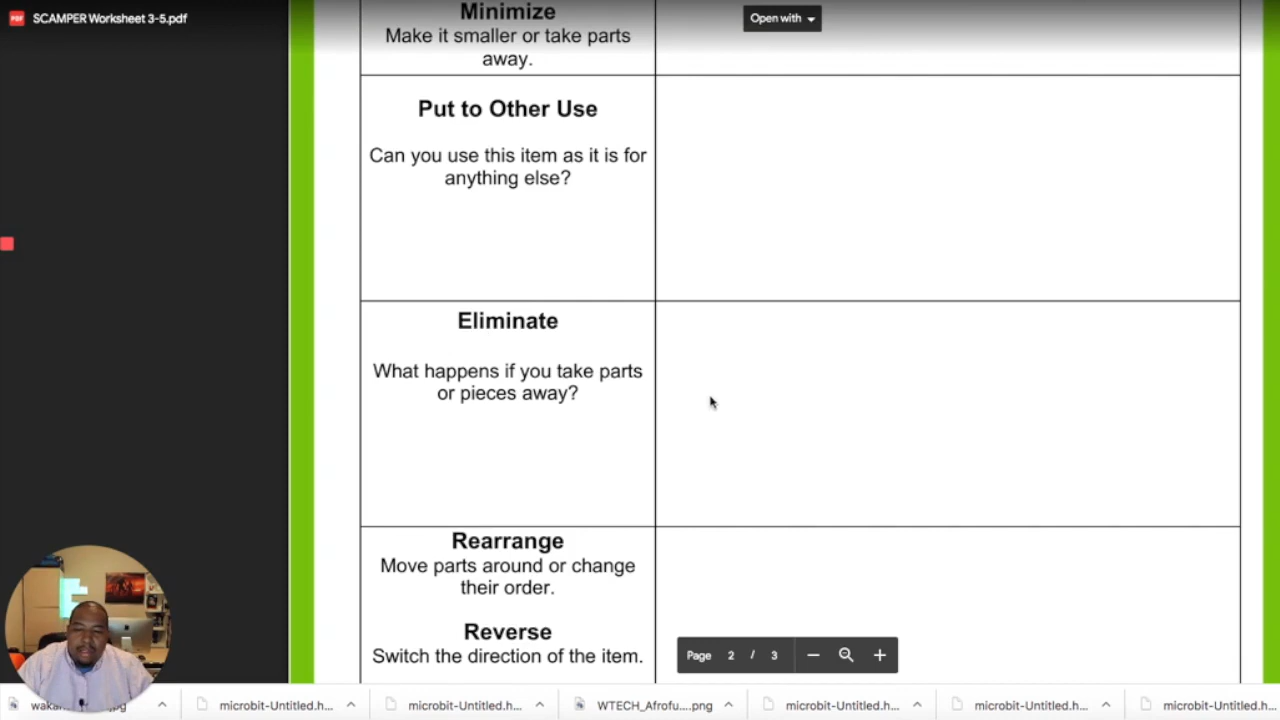 SCAMPER Worksheet 3-5.pdf
Open with
Minimize
Make it smaller or take parts
away.
Put to Other Use
Can you use this item as it is for
anything else?
Eliminate
What happens if you take parts
or pieces away?
Rearrange
Move parts around or change
their order.
Reverse
Switch the direction of the item.
Page 2 / 3
microbit-Untitled.h...
microbit-Untitled.h...
WTECH_Afrofu....png
microbit-Untitled.h...
microbit-Untitled.h...
microbit-Untitled.h...